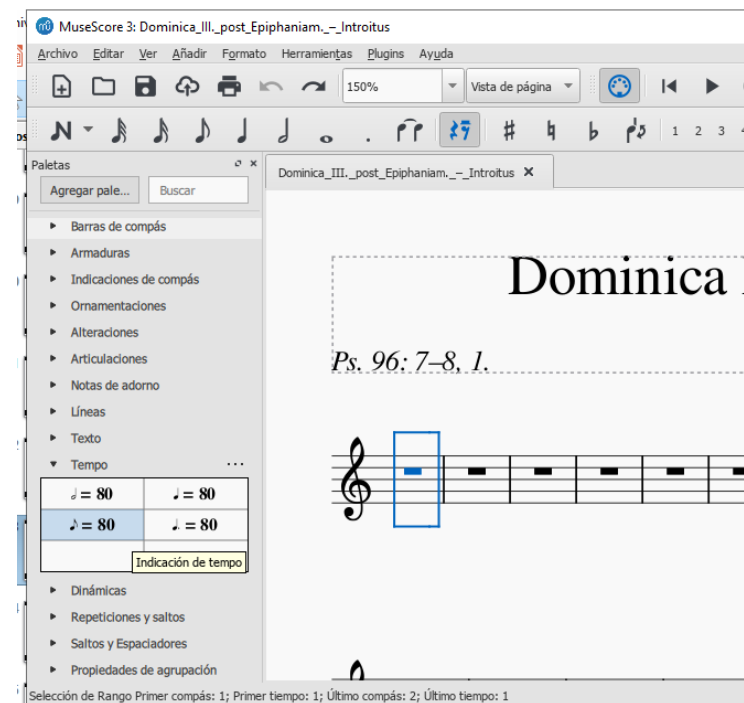 MuseScore 3: Dominica_III._post_Epiphaniam._–_Introitus
Archivo Editar Ver Añadir Formato Herramientas Plugins Ayuda
150% Vista de página
1 2 3 4
Paletas
Dominica_III._post_Epiphaniam._–_Introitus
Agregar pale... Buscar
Barras de compás
Armaduras
Indicaciones de compás
Ornamentaciones
Alteraciones
Articulaciones
Notas de adorno
Líneas
Texto
Tempo ...
= 80 = 80
= 80 = 80
Indicación de tempo
Dinámicas
Repeticiones y saltos
Saltos y Espaciadores
Propiedades de agrupación
Dominica
Ps. 96: 7–8, 1.
Selección de Rango Primer compás: 1; Primer tiempo: 1; Último compás: 2; Último tiempo: 1